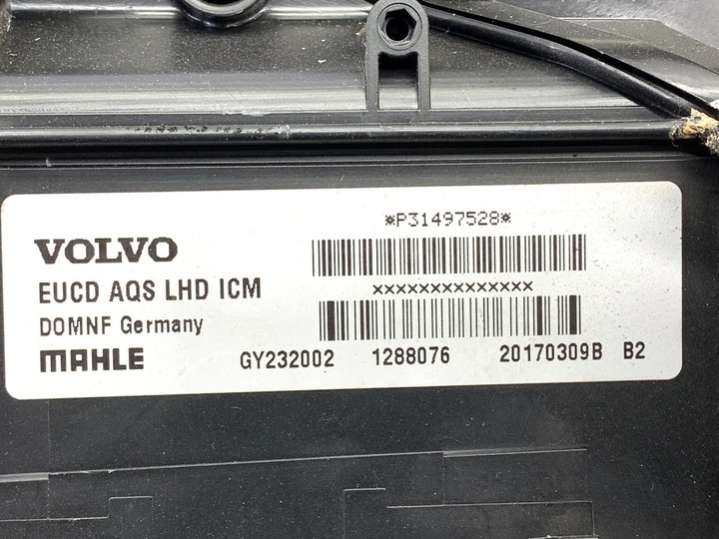 *P31497528*
VOLVO
EUCD AQS LHD ICM
xxxxxxxxxxxxxx
DOMNF Germany
MAHLE GY232002 1288076 20170309B B2